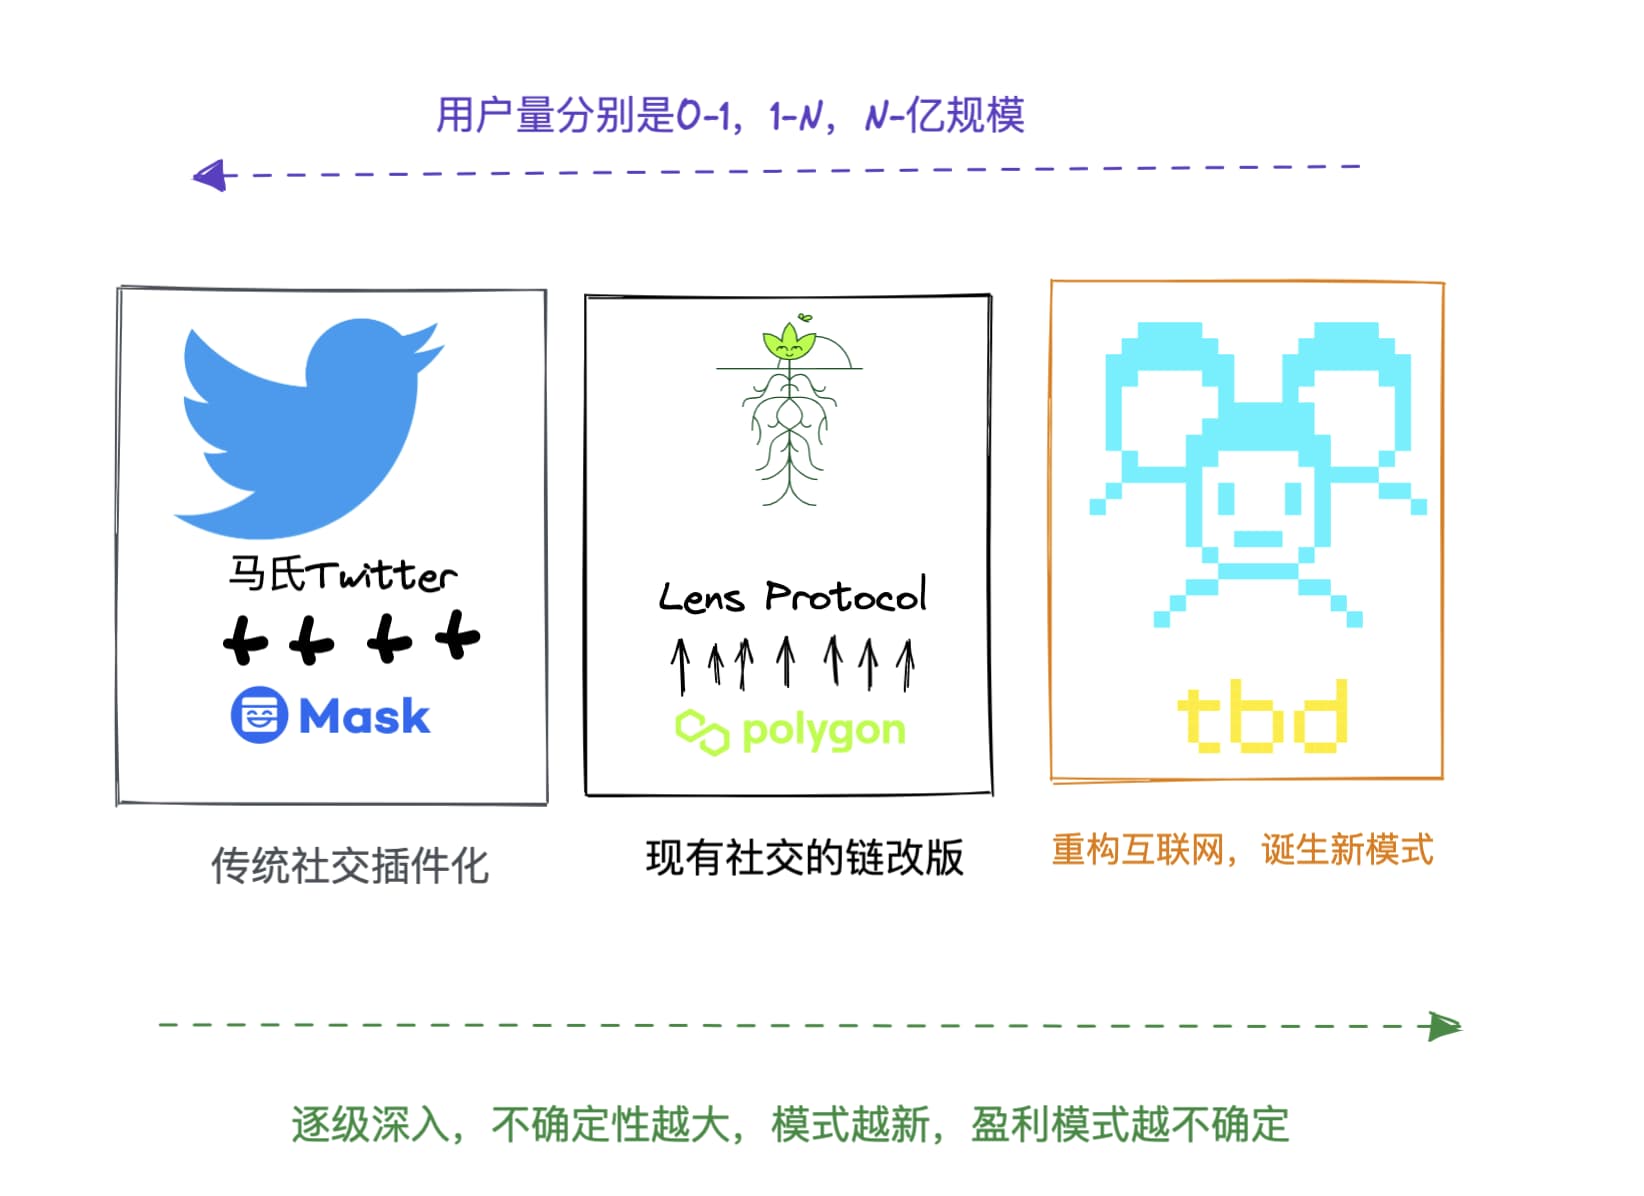 用户量分别是0-1，1-N，N-亿规模
马氏Twitter
Mask
Lens Protocol
polygon
tbd
传统社交插件化
现有社交的链改版
重构互联网，诞生新模式
逐级深入，不确定性越大，模式越新，盈利模式越不确定